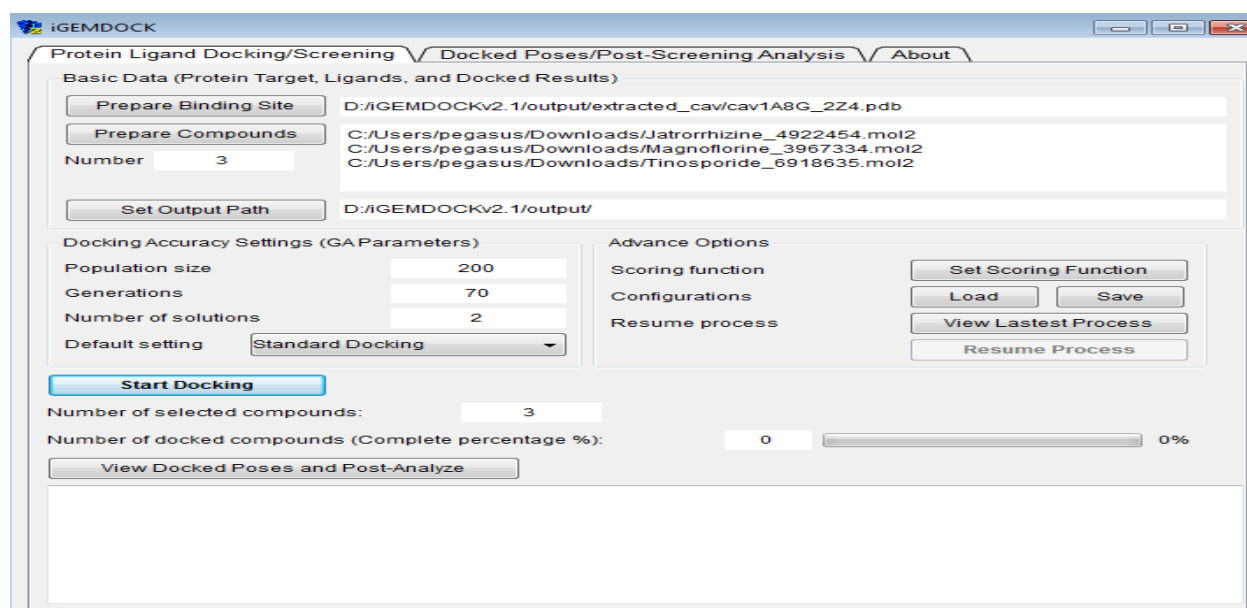 iGEMDOCK
Protein Ligand Docking/Screening Docked Poses/Post-Screening Analysis About
Basic Data (Protein Target, Ligands, and Docked Results)
Prepare Binding Site D:/iGEMDOCKv2.1/output/extracted_cav/cav1A8G_2Z4.pdb
Prepare Compounds C:/Users/pegasus/Downloads/Jatrorrhizine_4922454.mol2
C:/Users/pegasus/Downloads/Magnoflorine_3967334.mol2
Number 3 C:/Users/pegasus/Downloads/Tinosporide_6918635.mol2
Set Output Path D:/iGEMDOCKv2.1/output/
Docking Accuracy Settings (GA Parameters) Advance Options
Population size 200 Scoring function Set Scoring Function
Generations 70 Configurations Load Save
Number of solutions 2 Resume process View Lastest Process
Default setting Standard Docking Resume Process
Start Docking
Number of selected compounds: 3
Number of docked compounds (Complete percentage %): 0 0%
View Docked Poses and Post-Analyze